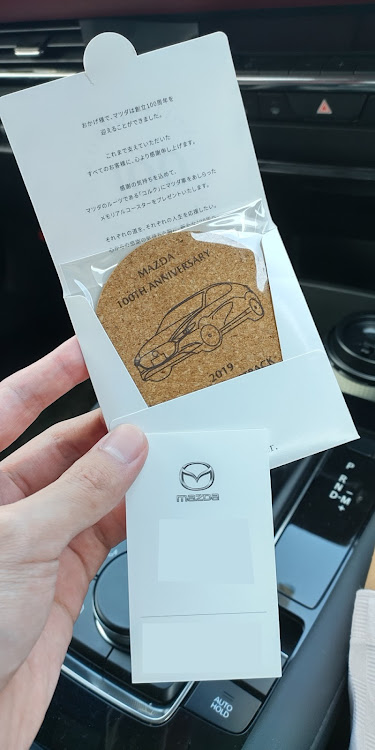 おかげ様で、マツダは創立100周年を
迎えることができました。
これまで支えていただいた
すべてのお客様に、心より感謝申し上げます。
感謝の気持ちを込めて、
マツダのルーツである「コルク」にマツダ車をあしらった
メモリアルコースターをプレゼントいたします。
それぞれの道を、それぞれの人生を応援したい。
MAZDA
100TH ANNIVERSARY
2019
BACK
r.
mazda
P
R
N
D
M
+
AUTO
HOLD